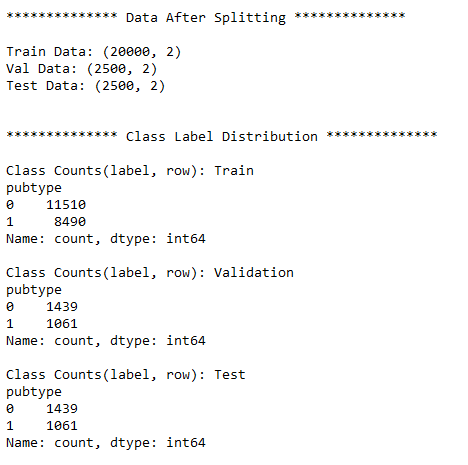 ************** Data After Splitting **************
Train Data: (20000, 2)
Val Data: (2500, 2)
Test Data: (2500, 2)
************** Class Label Distribution **************
Class Counts(label, row): Train
pubtype
0    11510
1     8490
Name: count, dtype: int64
Class Counts(label, row): Validation
pubtype
0    1439
1    1061
Name: count, dtype: int64
Class Counts(label, row): Test
pubtype
0    1439
1    1061
Name: count, dtype: int64